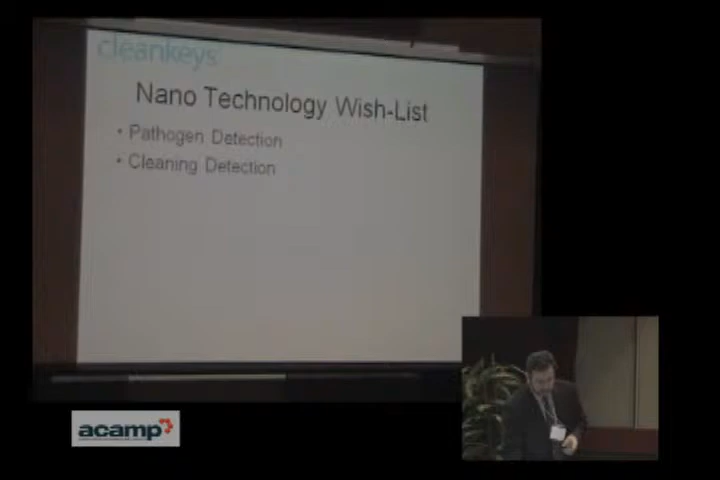 cleankeys
Nano Technology Wish-List
• Pathogen Detection
• Cleaning Detection
acamp